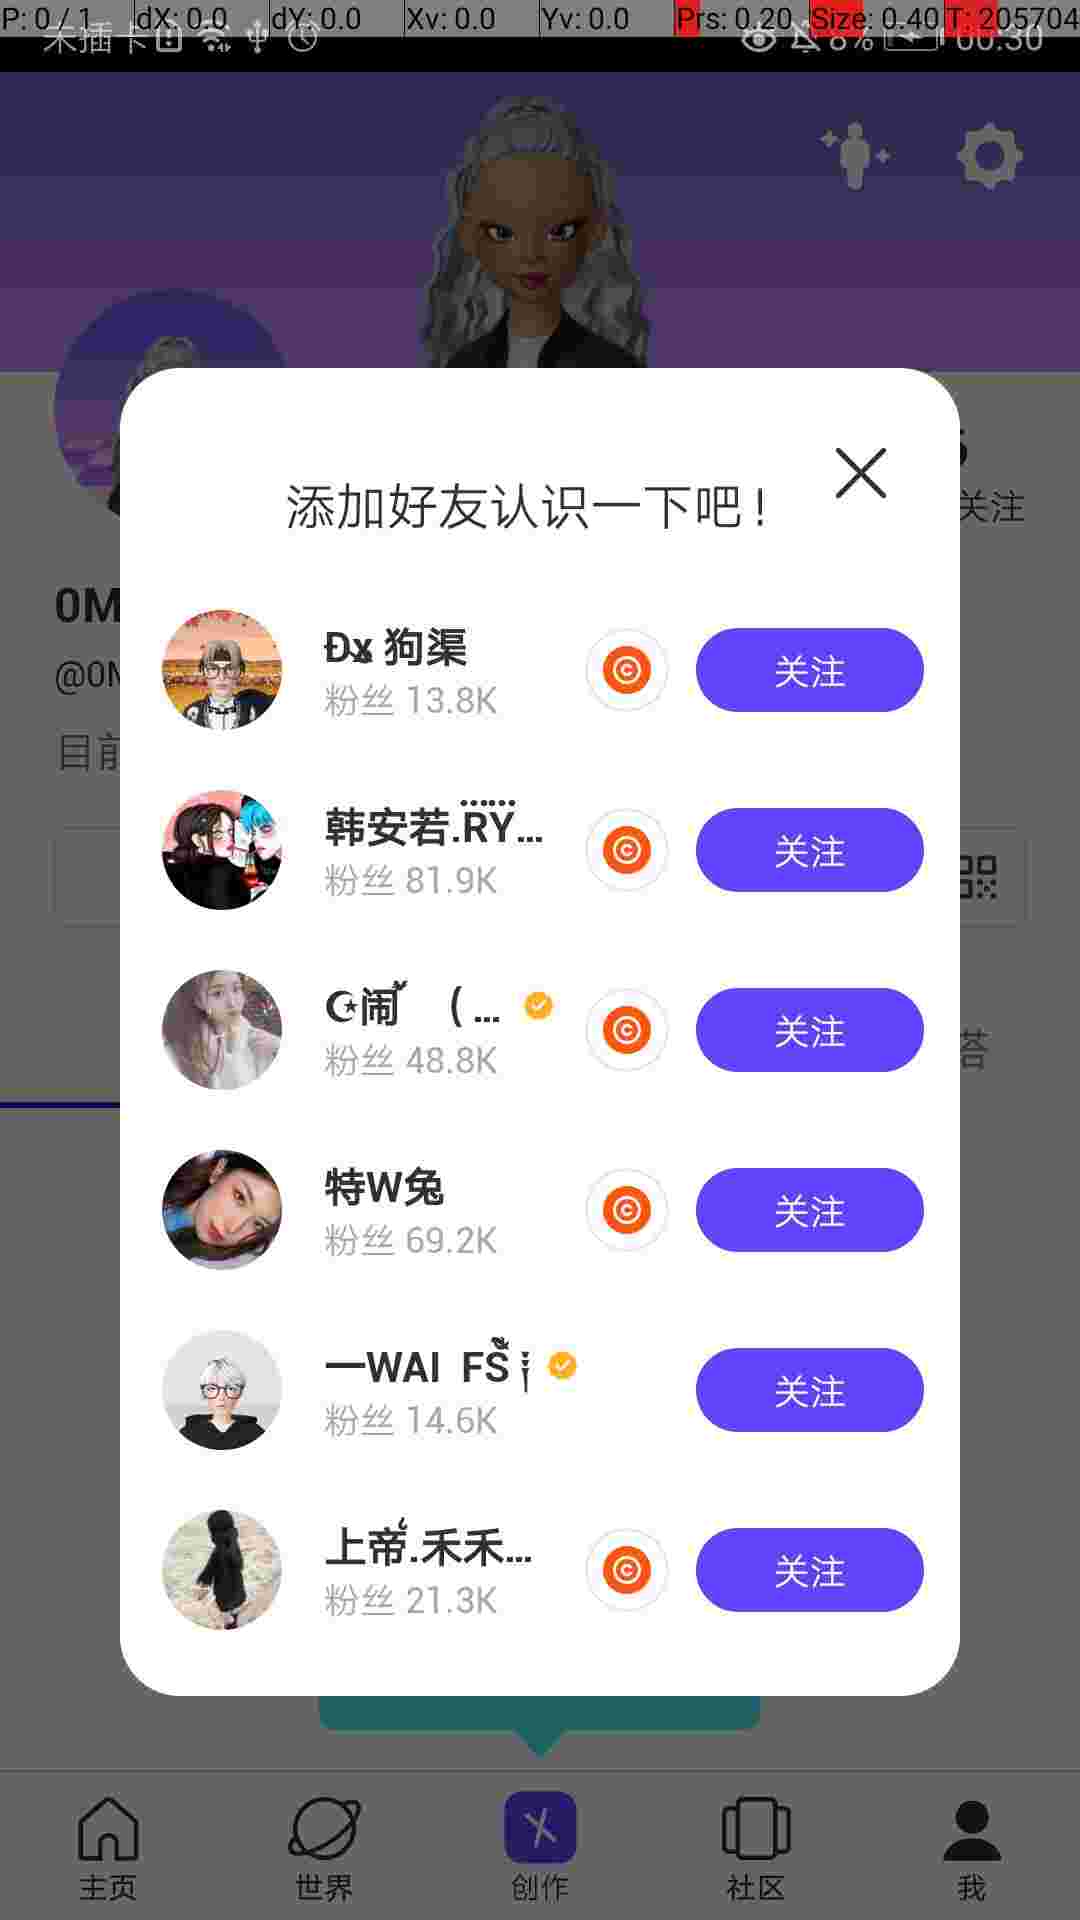 P: 0 / 1 dX: 0.0 dY: 0.0 Xv: 0.0 Yv: 0.0 Prs: 0.20 Size: 0.40 T: 205704
未插卡 8% 00:30
添加好友认识一下吧!
关注
0M
狗渠
粉丝 13.8K
关注
@0M
目前
韩安若.RY...
粉丝 81.9K
关注
闹 ( ...
粉丝 48.8K
关注
答
特W兔
粉丝 69.2K
关注
一WAI FS
粉丝 14.6K
关注
上帝.禾禾...
粉丝 21.3K
关注
主页 世界 创作 社区 我